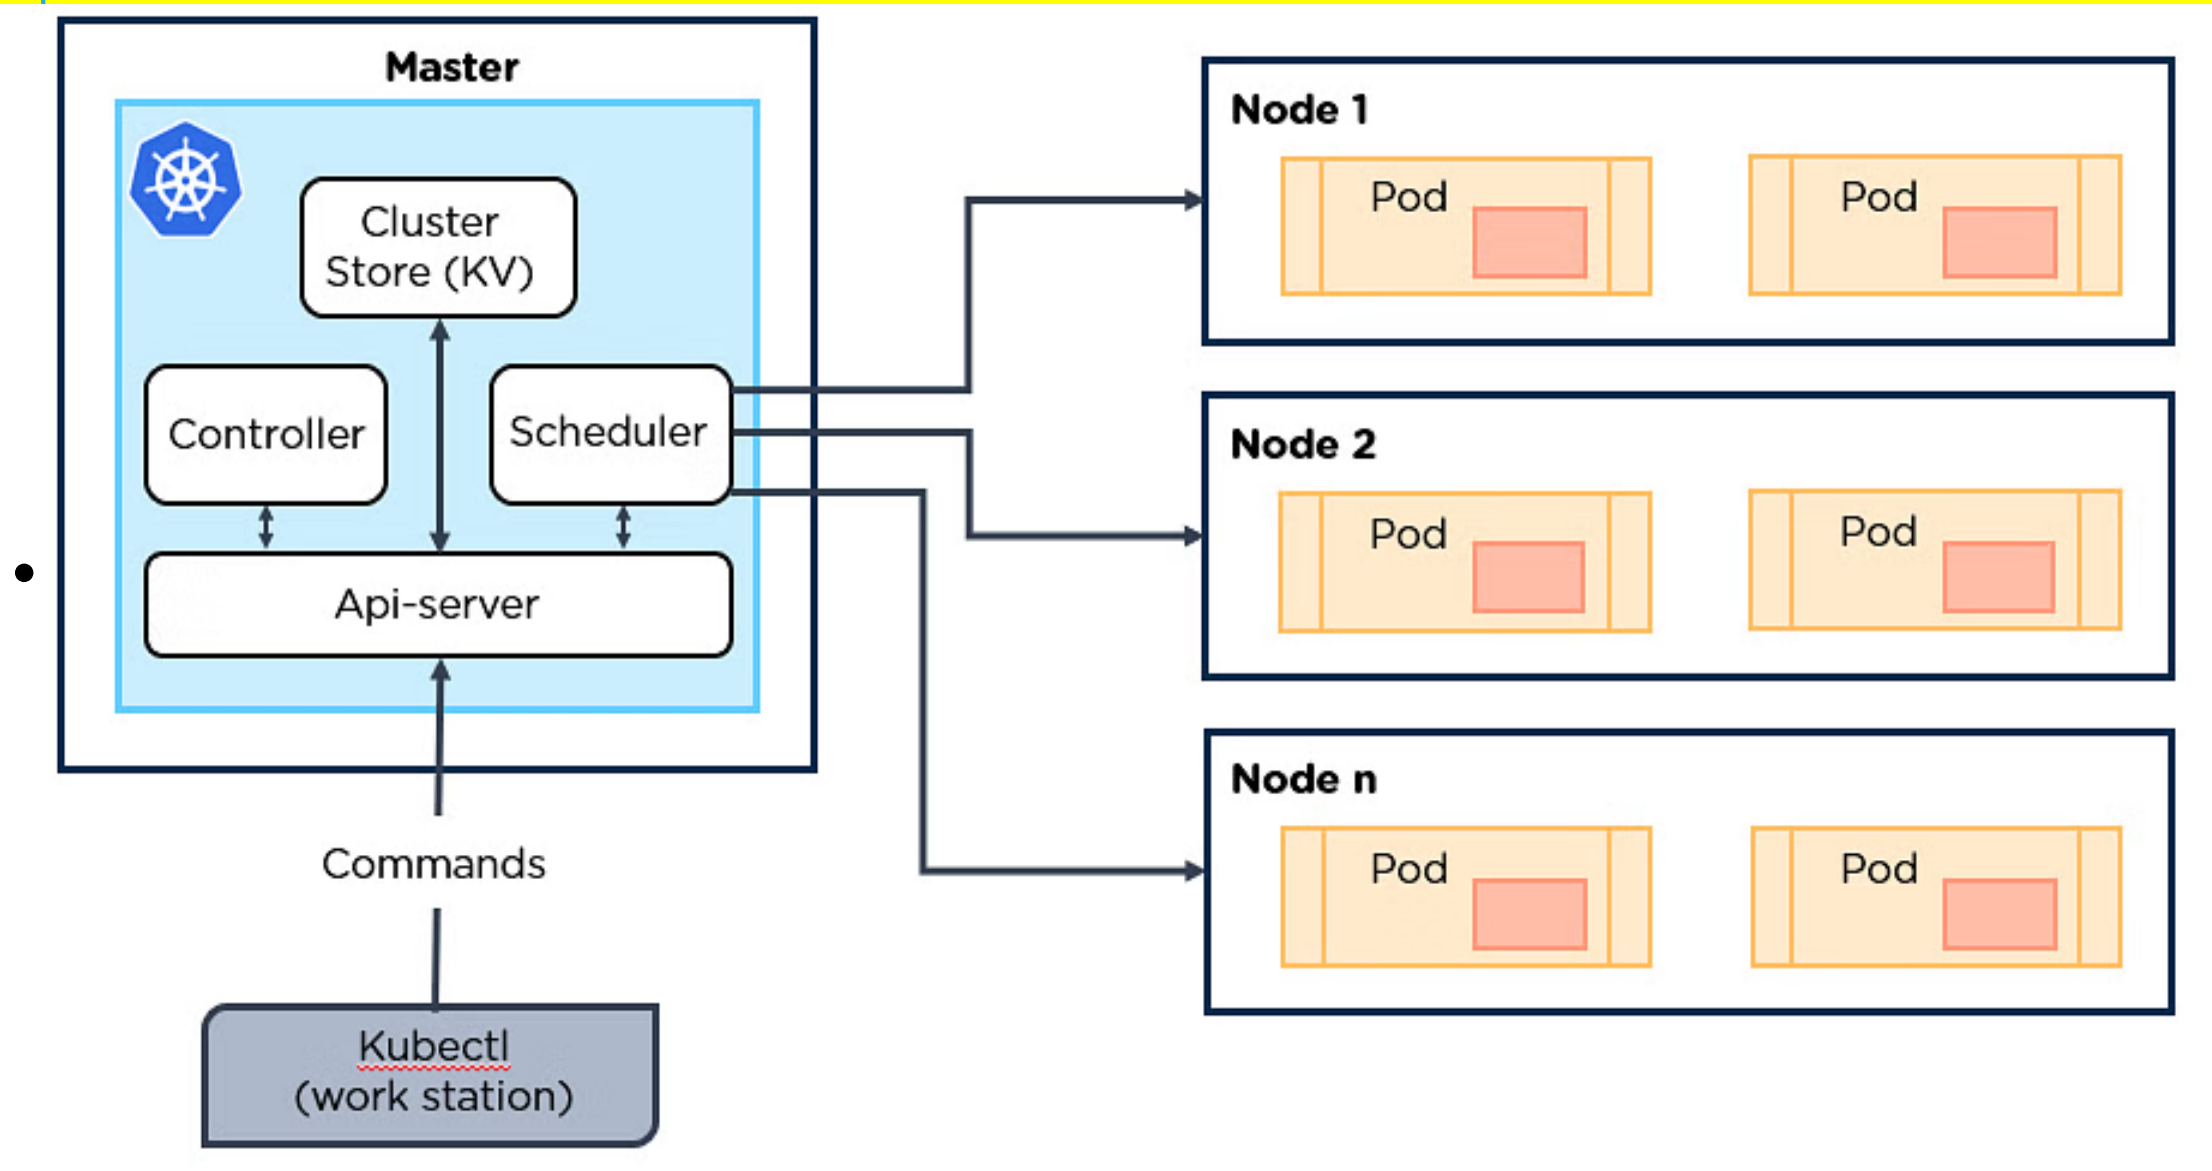 Master
Cluster
Store (KV)
Controller
Scheduler
Api-server
Commands
Kubectl
(work station)
Node 1
Pod
Pod
Node 2
Pod
Pod
Node n
Pod
Pod